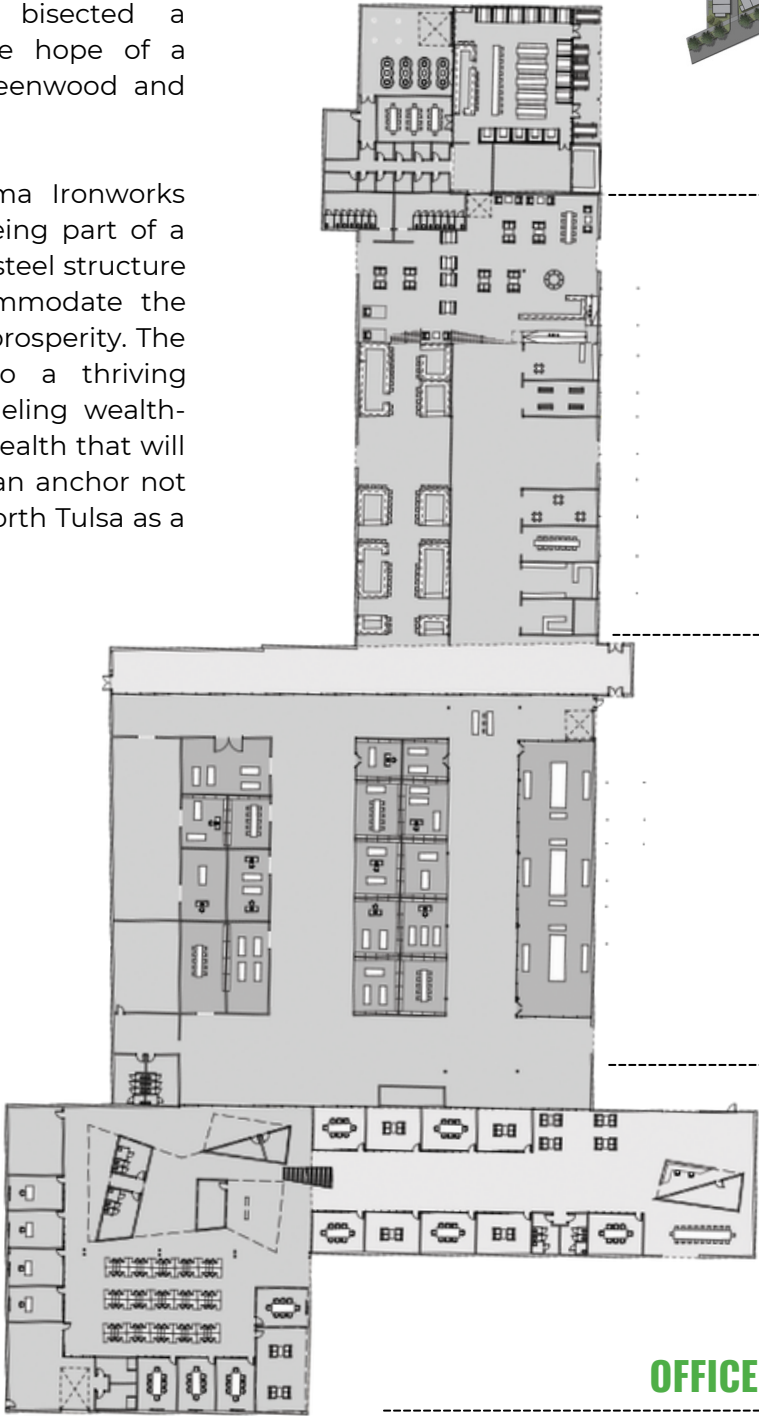 bisected a
e hope of a
eenwood and
ma Ironworks
eing part of a
steel structure
mmodate the
prosperity. The
o a thriving
eling wealth-
ealth that will
an anchor not
orth Tulsa as a
OFFICE